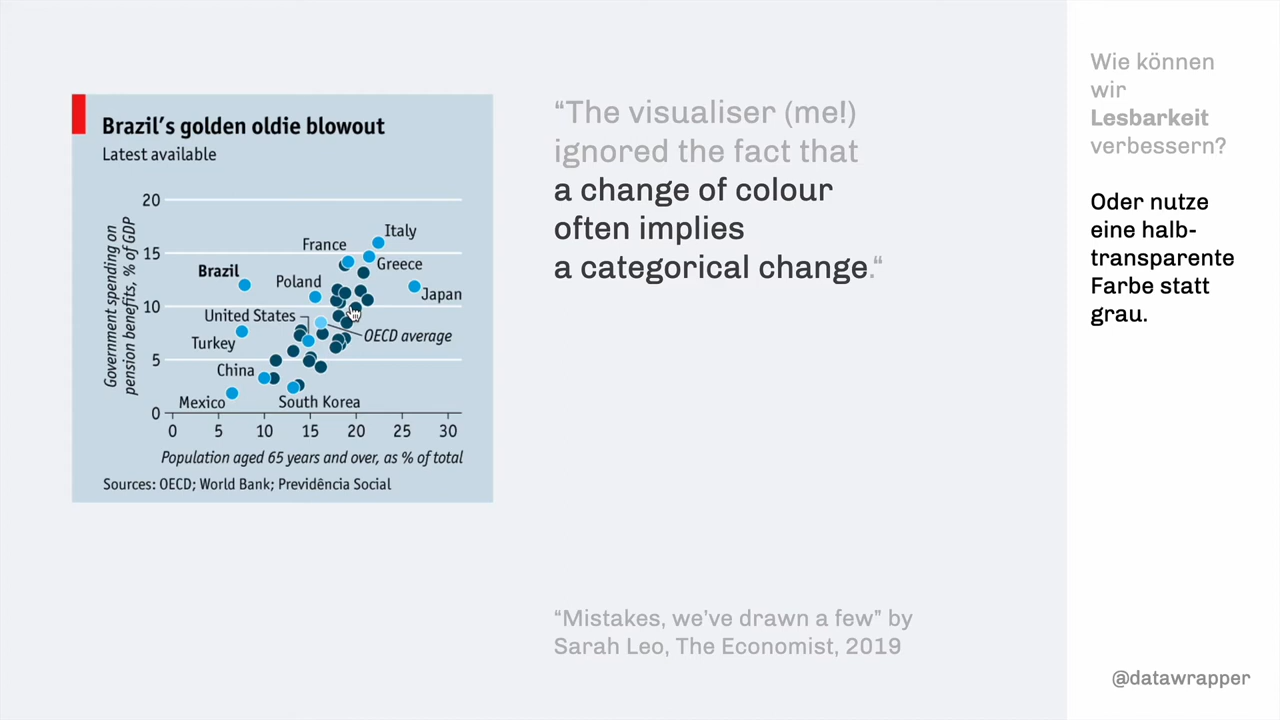 Brazil's golden oldie blowout
Latest available
Government spending on
pension benefits, % of GDP
20
15
10
5
0
Italy
France
Greece
Brazil
Poland
Japan
United States
OECD average
Turkey
China
Mexico
South Korea
0 5 10 15 20 25 30
Population aged 65 years and over, as % of total
Sources: OECD; World Bank; Previdência Social
“The visualiser (me!)
ignored the fact that
a change of colour
often implies
a categorical change.“
“Mistakes, we’ve drawn a few” by
Sarah Leo, The Economist, 2019
Wie können
wir
Lesbarkeit
verbessern?
Oder nutze
eine halb-
transparente
Farbe statt
grau.
@datawrapper